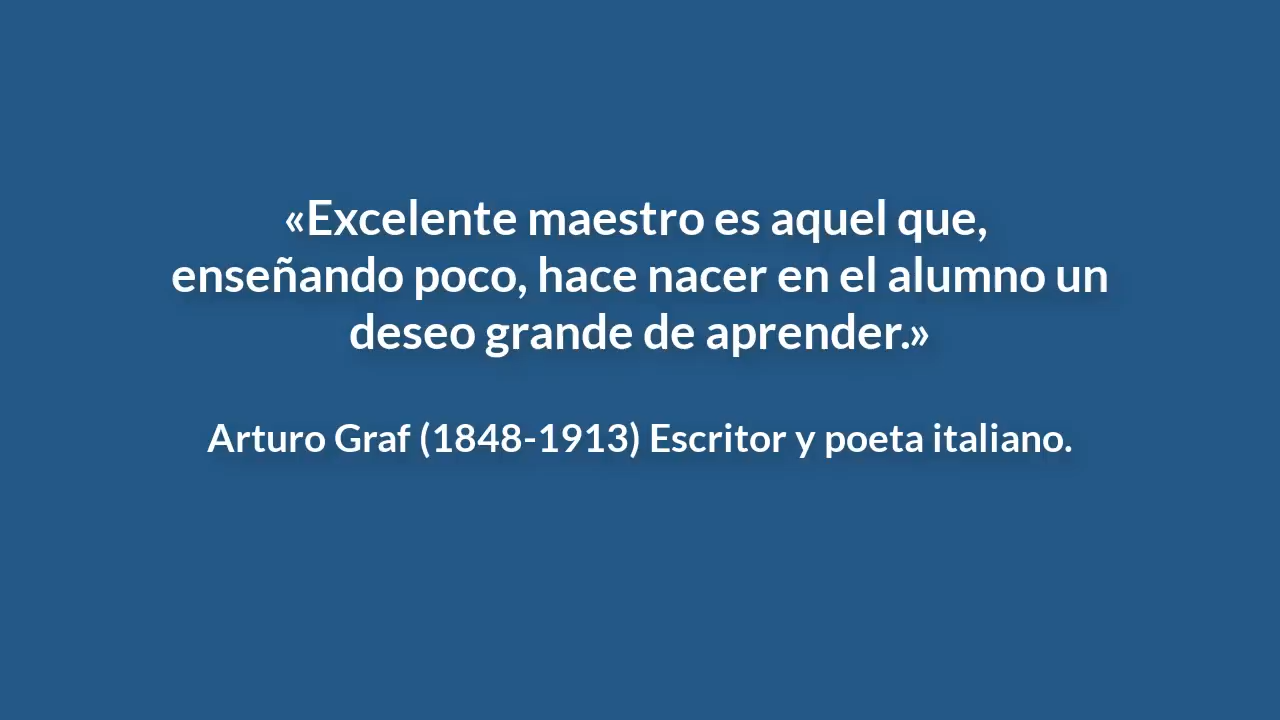 «Excelente maestro es aquel que,
enseñando poco, hace nacer en el alumno un
deseo grande de aprender.»
Arturo Graf (1848-1913) Escritor y poeta italiano.